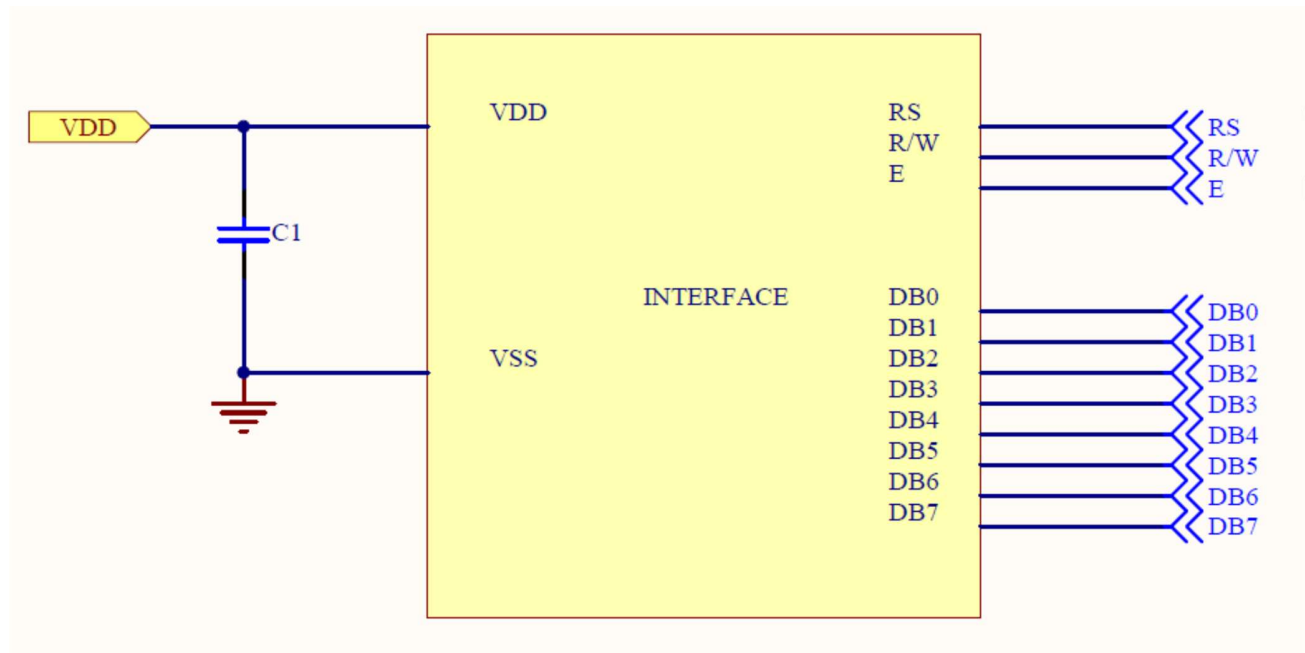 VDD
C1
VDD
VSS
INTERFACE
RS
R/W
E
DB0
DB1
DB2
DB3
DB4
DB5
DB6
DB7
RS
R/W
E
DB0
DB1
DB2
DB3
DB4
DB5
DB6
DB7